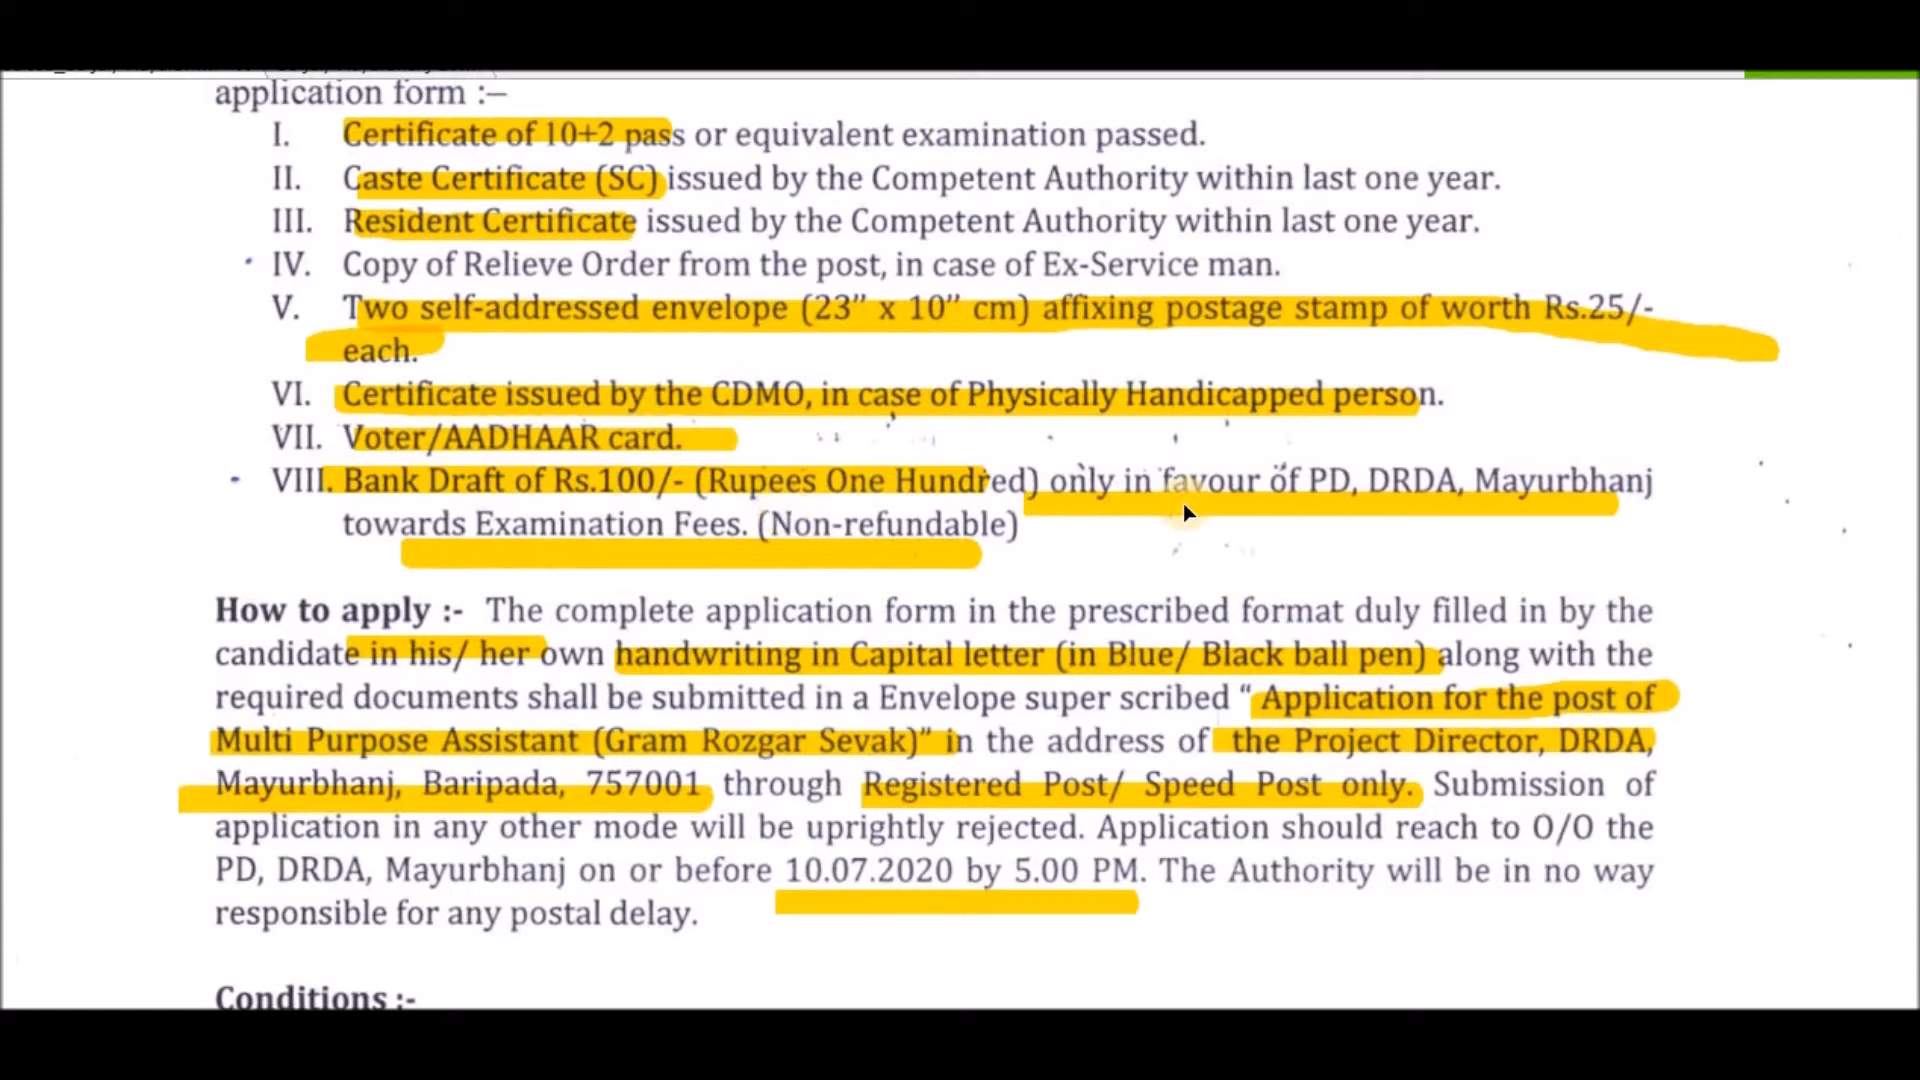 application form :–
I. Certificate of 10+2 pass or equivalent examination passed.
II. Caste Certificate (SC) issued by the Competent Authority within last one year.
III. Resident Certificate issued by the Competent Authority within last one year.
IV. Copy of Relieve Order from the post, in case of Ex-Service man.
V. Two self-addressed envelope (23” x 10” cm) affixing postage stamp of worth Rs.25/-
each.
VI. Certificate issued by the CDMO, in case of Physically Handicapped person.
VII. Voter/AADHAAR card.
VIII. Bank Draft of Rs.100/- (Rupees One Hundred) only in favour of PD, DRDA, Mayurbhanj
towards Examination Fees. (Non-refundable)
How to apply :- The complete application form in the prescribed format duly filled in by the
candidate in his/ her own handwriting in Capital letter (in Blue/ Black ball pen) along with the
required documents shall be submitted in a Envelope super scribed “ Application for the post of
Multi Purpose Assistant (Gram Rozgar Sevak)” in the address of the Project Director, DRDA,
Mayurbhanj, Baripada, 757001 through Registered Post/ Speed Post only. Submission of
application in any other mode will be uprightly rejected. Application should reach to O/O the
PD, DRDA, Mayurbhanj on or before 10.07.2020 by 5.00 PM. The Authority will be in no way
responsible for any postal delay.
Conditions :-